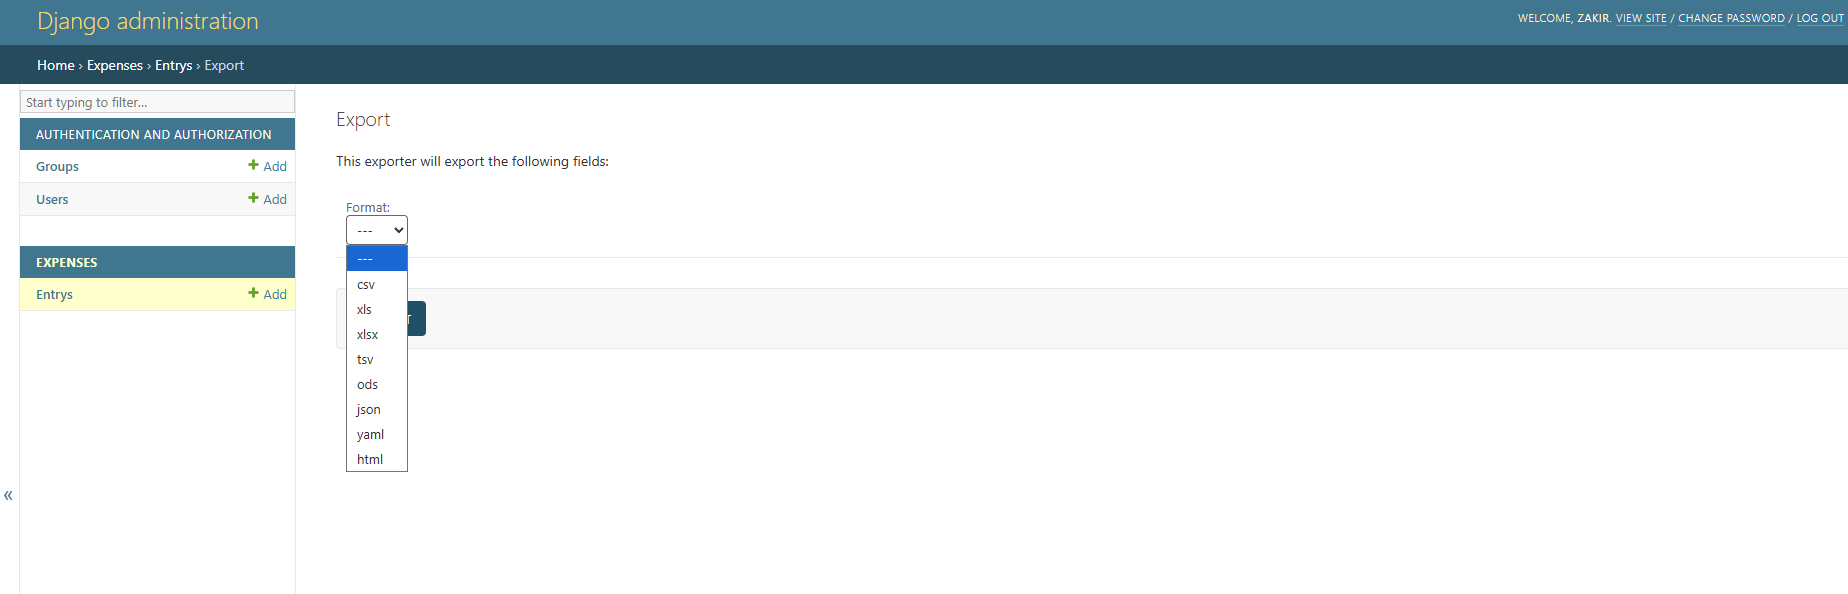 Django administration
WELCOME, ZAKIR. VIEW SITE / CHANGE PASSWORD / LOG OUT
Home › Expenses › Entrys › Export
Start typing to filter...
AUTHENTICATION AND AUTHORIZATION
Groups + Add
Users + Add
EXPENSES
Entrys + Add
«
Export
This exporter will export the following fields:
Format:
---
---
csv
xls
xlsx
tsv
ods
json
yaml
html